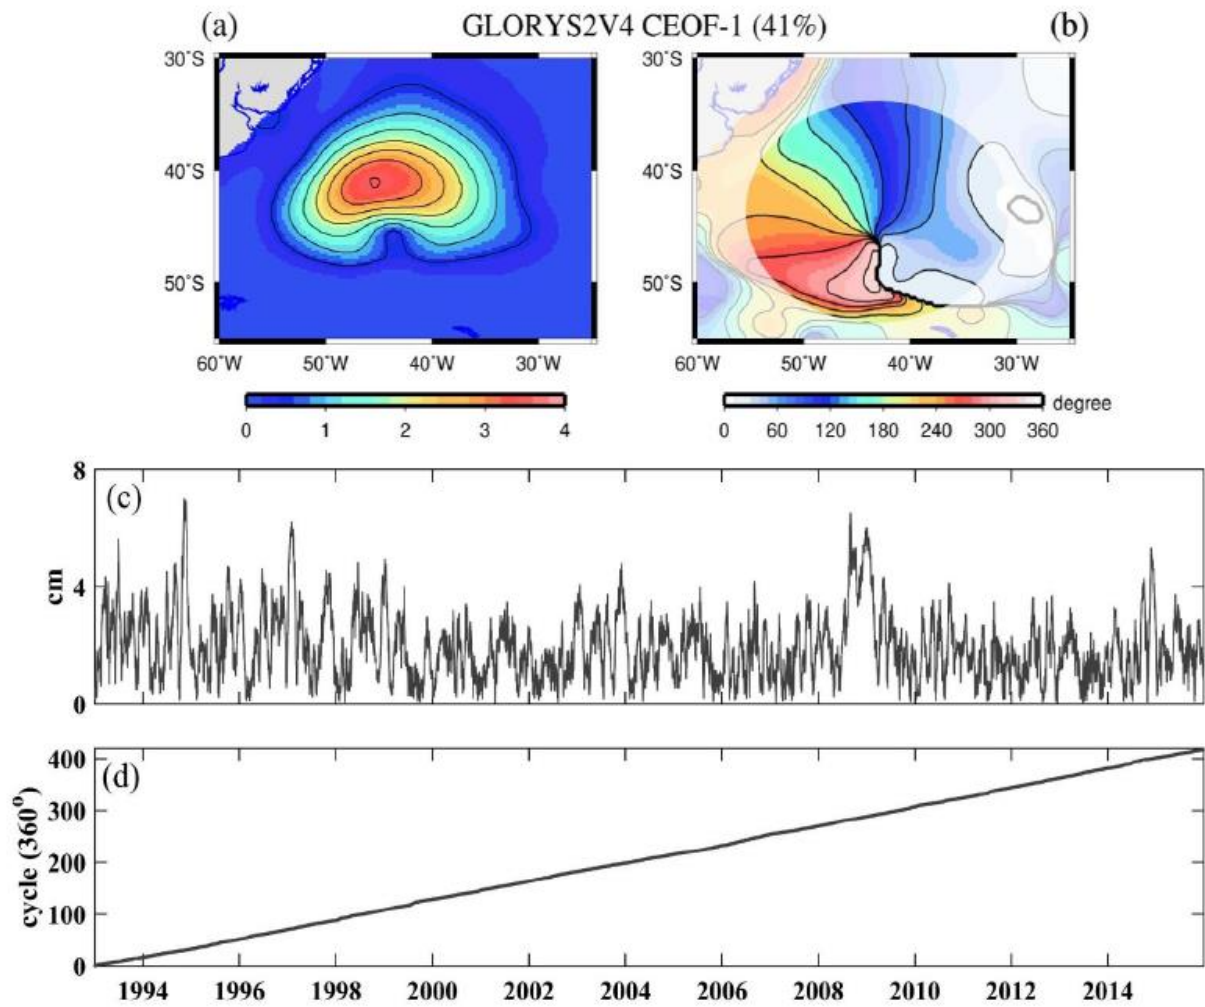 (a) GLORYS2V4 CEOF-1 (41%) (b)
30°S 30°S
40°S 40°S
50°S 50°S
60°W 50°W 40°W 30°W 60°W 50°W 40°W 30°W
degree
0 1 2 3 4 0 60 120 180 240 300 360
8
(c)
cm
4
0
400
(d)
cycle (360°)
300
200
100
0
1994 1996 1998 2000 2002 2004 2006 2008 2010 2012 2014